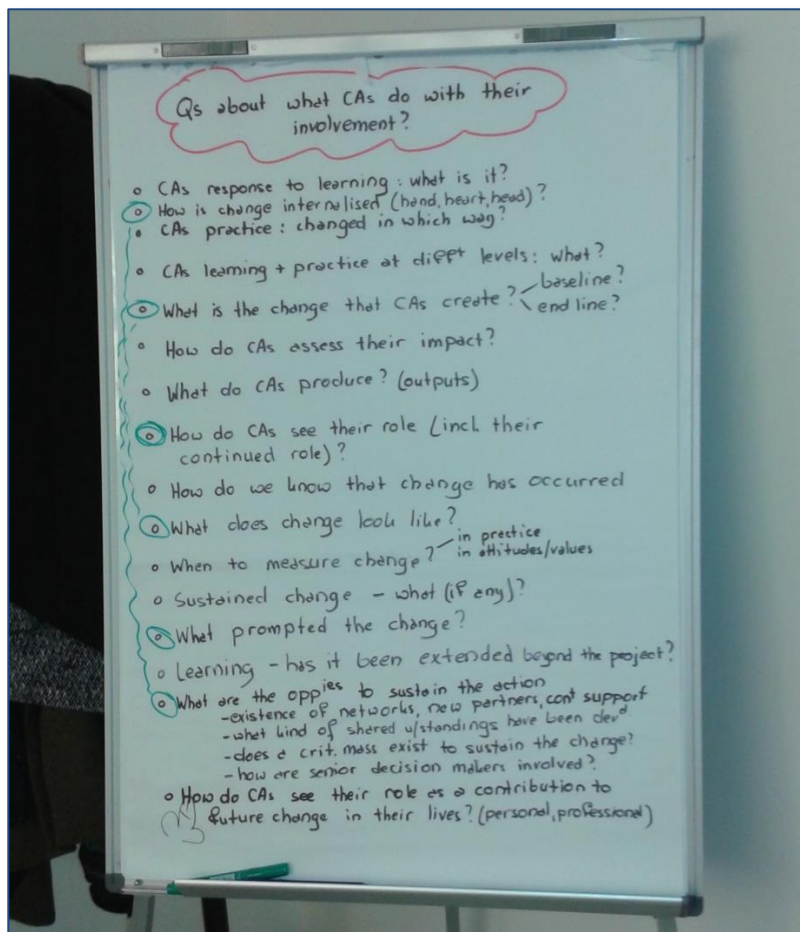 Qs about what CAs do with their
involvement?
CAs response to learning: what is it?
How is change internalised (hand, heart, head)?
CAs practice: changed in which way?
CAs learning + practice at diffᵗ levels: what?
What is the change that CAs create? baseline?
end line?
How do CAs assess their impact?
What do CAs produce? (outputs)
How do CAs see their role (incl. their
continued role)?
How do we know that change has occurred
What does change look like?
When to measure change? in practice
in attitudes/values
Sustained change - what (if any)?
What prompted the change?
Learning - has it been extended beyond the project?
What are the oppⁱᵉˢ to sustain the action
-existence of networks, new partners, cont support
-what kind of shared u/standings have been devᵈ
-does a crit. mass exist to sustain the change?
-how are senior decision makers involved?
How do CAs see their role as a contribution to
future change in their lives? (personal, professional)